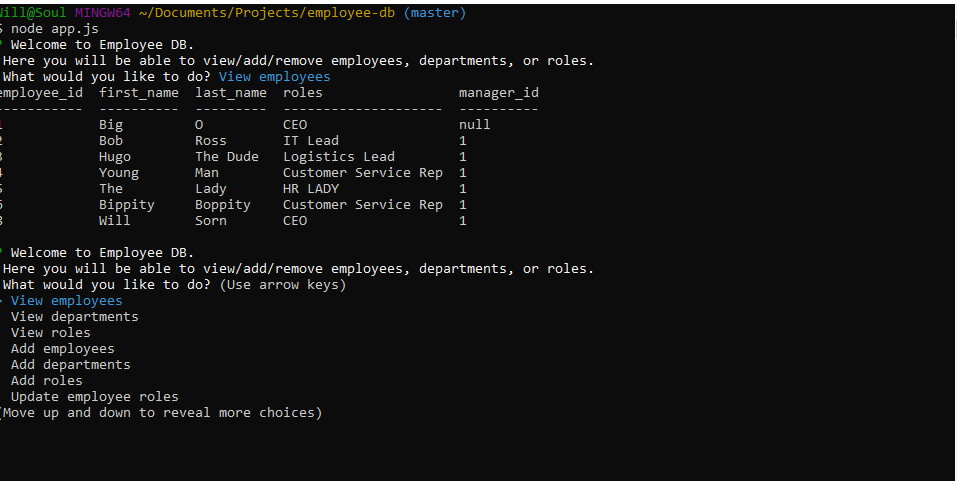 Will@Soul MINGW64 ~/Documents/Projects/employee-db (master)
$ node app.js
? Welcome to Employee DB.
Here you will be able to view/add/remove employees, departments, or roles.
What would you like to do? View employees
employee_id first_name last_name roles manager_id
----------- ---------- --------- -------------------- ----------
1 Big O CEO null
2 Bob Ross IT Lead 1
3 Hugo The Dude Logistics Lead 1
4 Young Man Customer Service Rep 1
5 The Lady HR LADY 1
6 Bippity Boppity Customer Service Rep 1
8 Will Sorn CEO 1
? Welcome to Employee DB.
Here you will be able to view/add/remove employees, departments, or roles.
What would you like to do? (Use arrow keys)
> View employees
View departments
View roles
Add employees
Add departments
Add roles
Update employee roles
(Move up and down to reveal more choices)